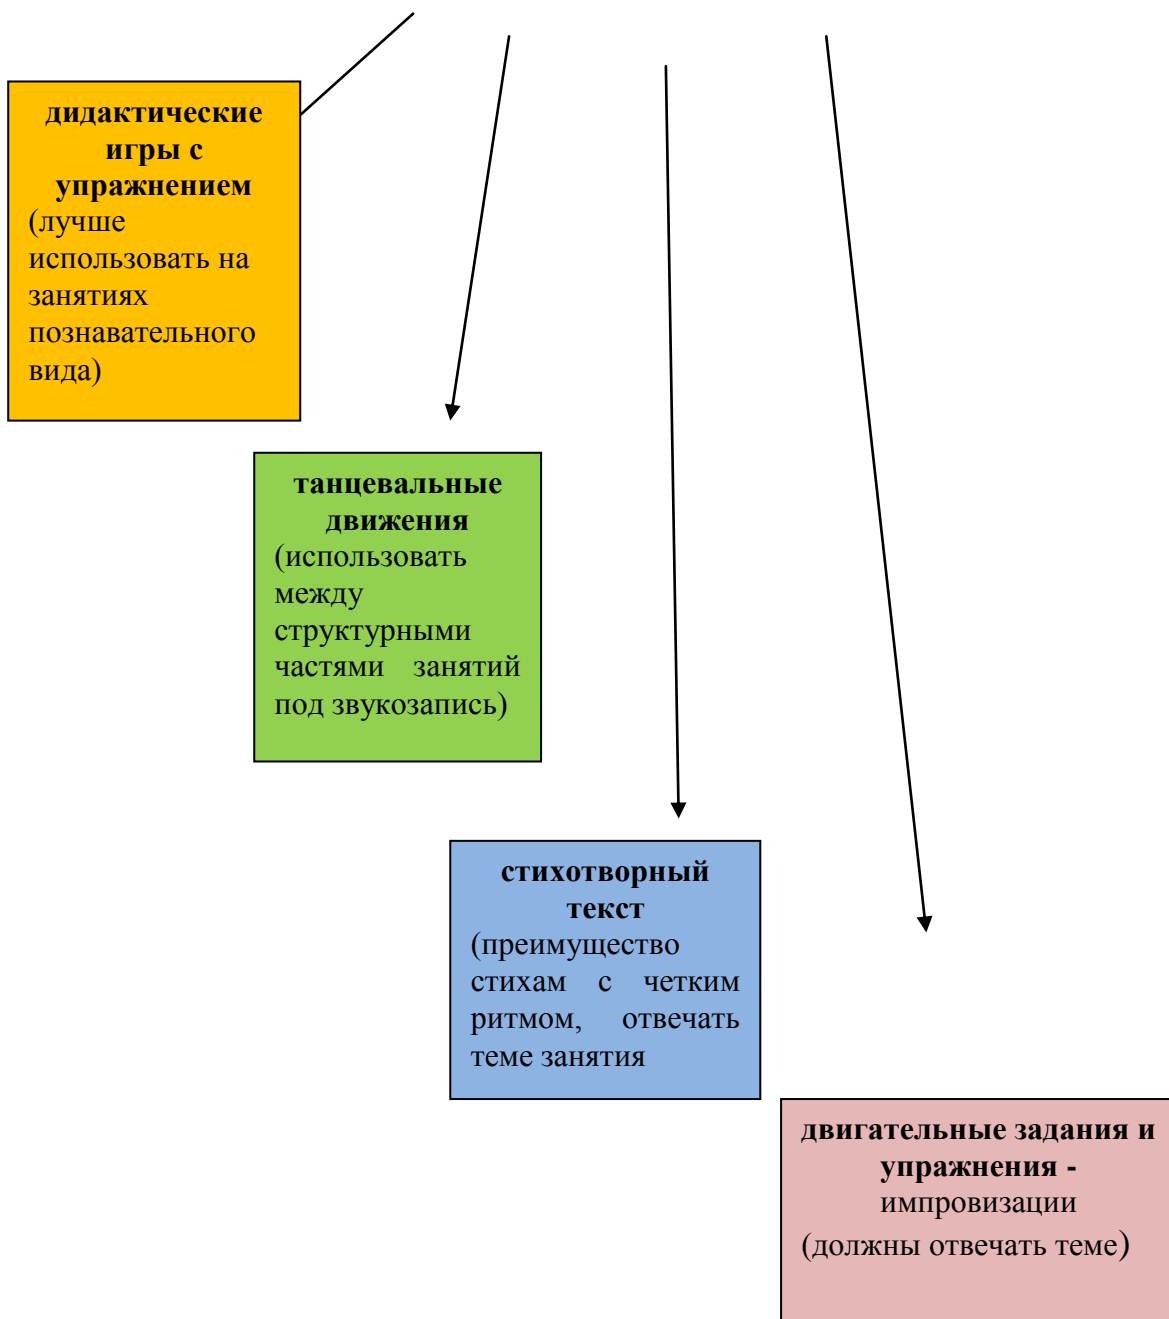 дидактические
игры с
упражнением
(лучше
использовать на
занятиях
познавательного
вида)
танцевальные
движения
(использовать
между
структурными
частями занятий
под звукозапись)
стихотворный
текст
(преимущество
стихам с четким
ритмом, отвечать
теме занятия
двигательные задания и
упражнения -
импровизации
(должны отвечать теме)